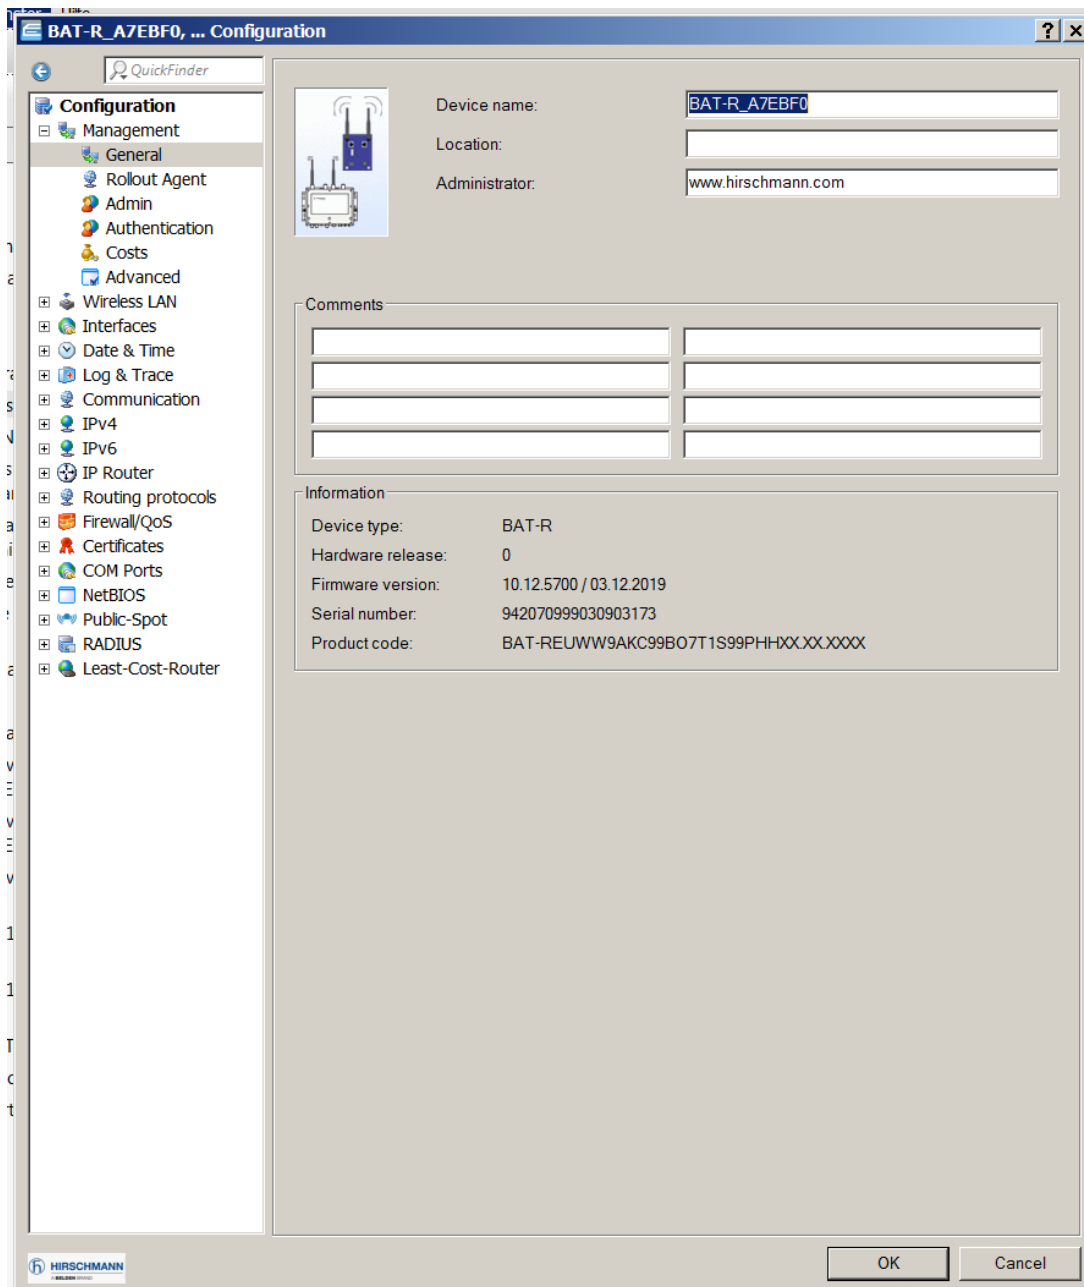 BAT-R_A7EBF0, ... Configuration
QuickFinder
Configuration
Management
General
Rollout Agent
Admin
Authentication
Costs
Advanced
Wireless LAN
Interfaces
Date & Time
Log & Trace
Communication
IPv4
IPv6
IP Router
Routing protocols
Firewall/QoS
Certificates
COM Ports
NetBIOS
Public-Spot
RADIUS
Least-Cost-Router
Device name: BAT-R_A7EBF0
Location:
Administrator: www.hirschmann.com
Comments
Information
Device type: BAT-R
Hardware release: 0
Firmware version: 10.12.5700 / 03.12.2019
Serial number: 942070999030903173
Product code: BAT-REUWW9AKC99BO7T1S99PHHXX.XX.XXXX
HIRSCHMANN
A BELDEN BRAND
OK
Cancel